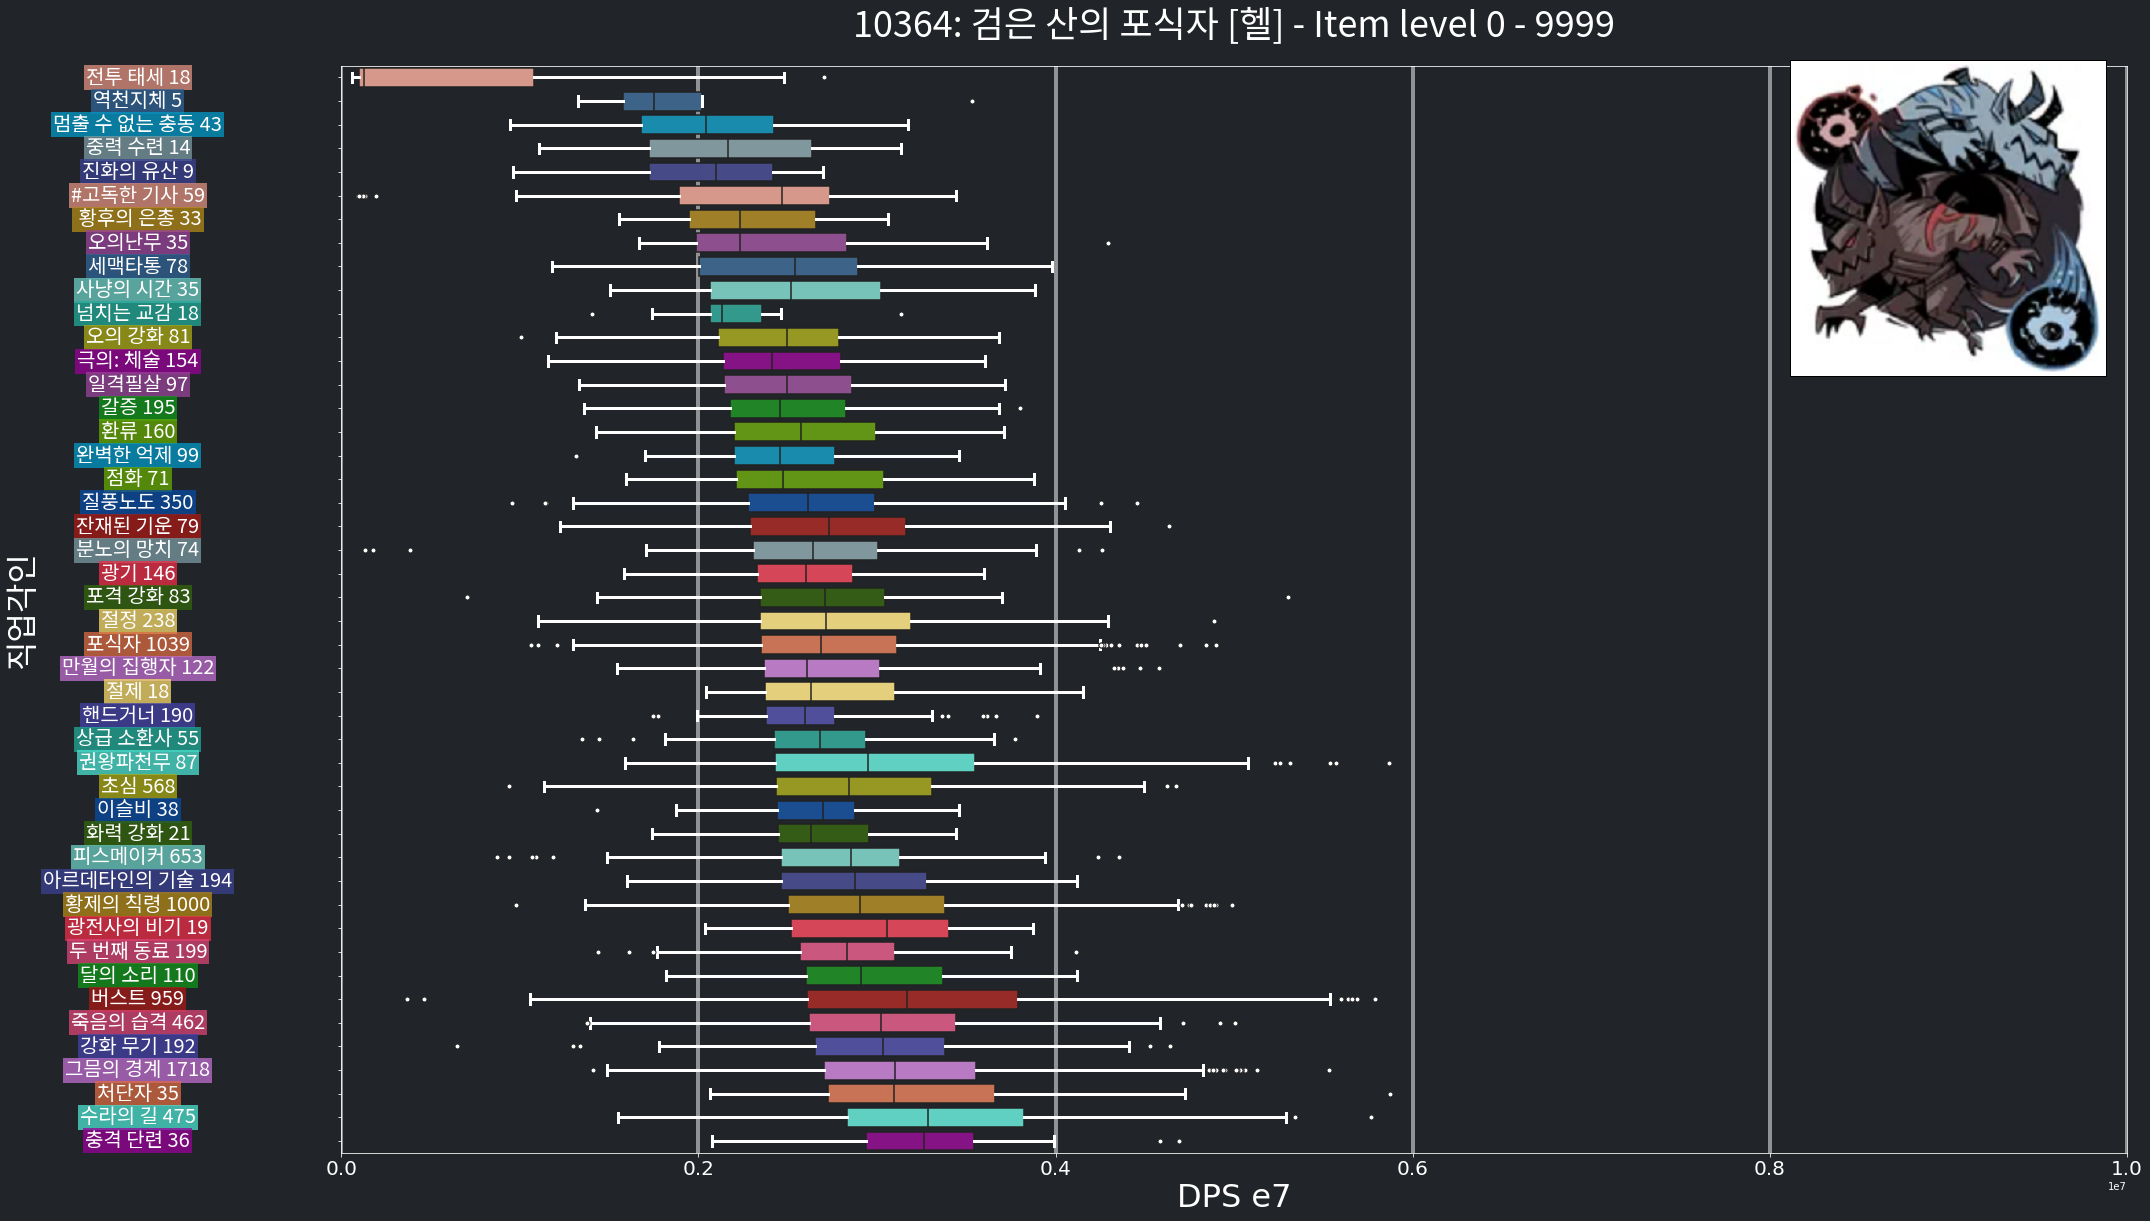 10364: 검은 산의 포식자 [헬] - Item level 0 - 9999
직업각인
전투 태세 18
역천지체 5
멈출 수 없는 충동 43
중력 수련 14
진화의 유산 9
#고독한 기사 59
황후의 은총 33
오의난무 35
세맥타통 78
사냥의 시간 35
넘치는 교감 18
오의 강화 81
극의: 체술 154
일격필살 97
갈증 195
환류 160
완벽한 억제 99
점화 71
질풍노도 350
잔재된 기운 79
분노의 망치 74
광기 146
포격 강화 83
절정 238
포식자 1039
만월의 집행자 122
절제 18
핸드거너 190
상급 소환사 55
권왕파천무 87
초심 568
이슬비 38
화력 강화 21
피스메이커 653
아르데타인의 기술 194
황제의 칙령 1000
광전사의 비기 19
두 번째 동료 199
달의 소리 110
버스트 959
죽음의 습격 462
강화 무기 192
그믐의 경계 1718
처단자 35
수라의 길 475
충격 단련 36
0.0 0.2 0.4 0.6 0.8 1.0
1e7
DPS e7